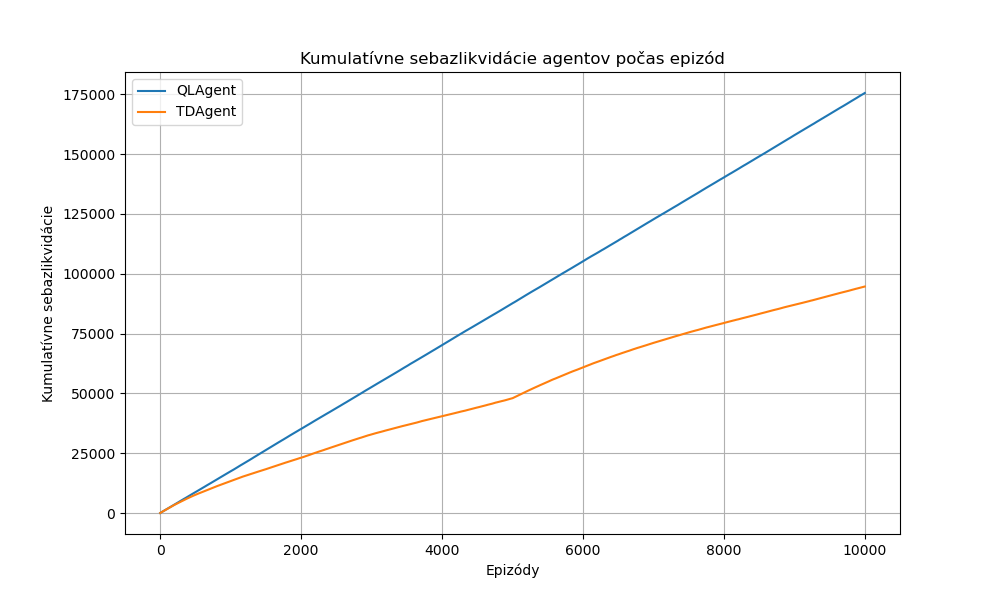 Kumulatívne sebazlikvidácie agentov počas epizód
QLAgent
TDAgent
Kumulatívne sebazlikvidácie
175000
150000
125000
100000
75000
50000
25000
0
0 2000 4000 6000 8000 10000
Epizódy